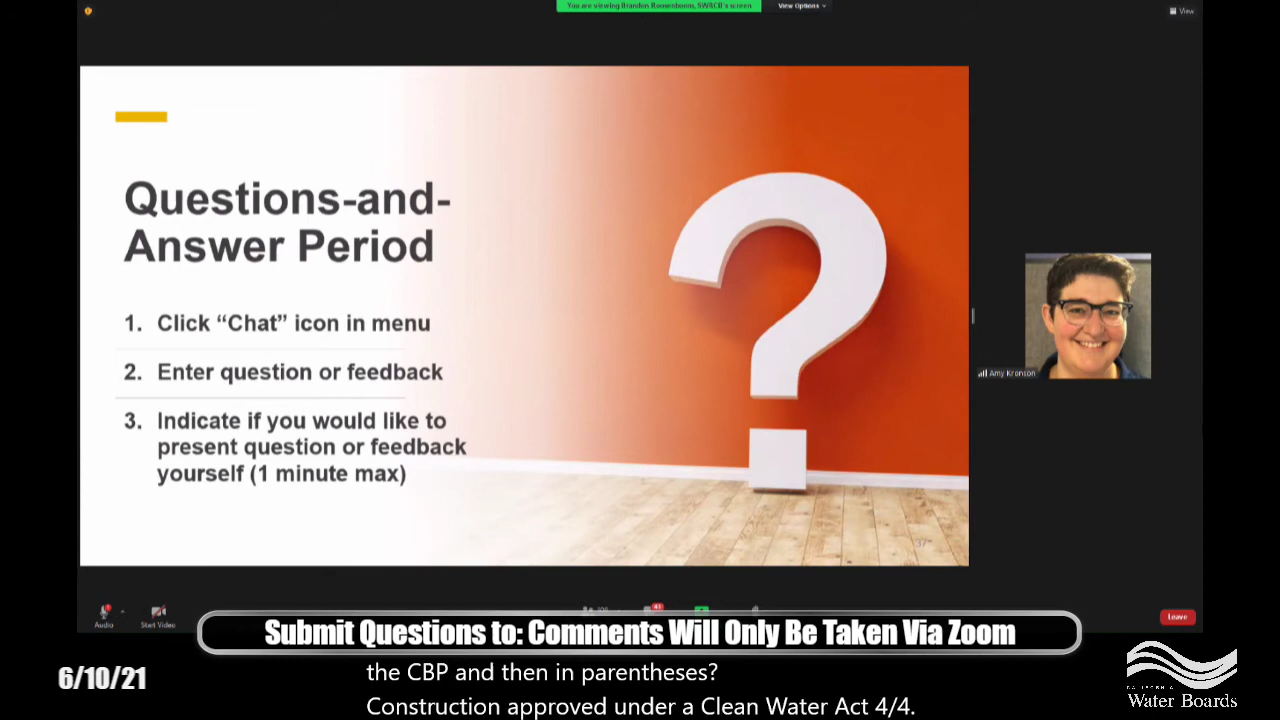 You are viewing Brandon Roosenboom, SWRCB's screen
View Options
View
Questions-and-
Answer Period
1. Click “Chat” icon in menu
2. Enter question or feedback
3. Indicate if you would like to
present question or feedback
yourself (1 minute max)
37
Amy Kronson
Audio
Start Video
41
Leave
Submit Questions to: Comments Will Only Be Taken Via Zoom
6/10/21
the CBP and then in parentheses?
Construction approved under a Clean Water Act 4/4.
Water Boards